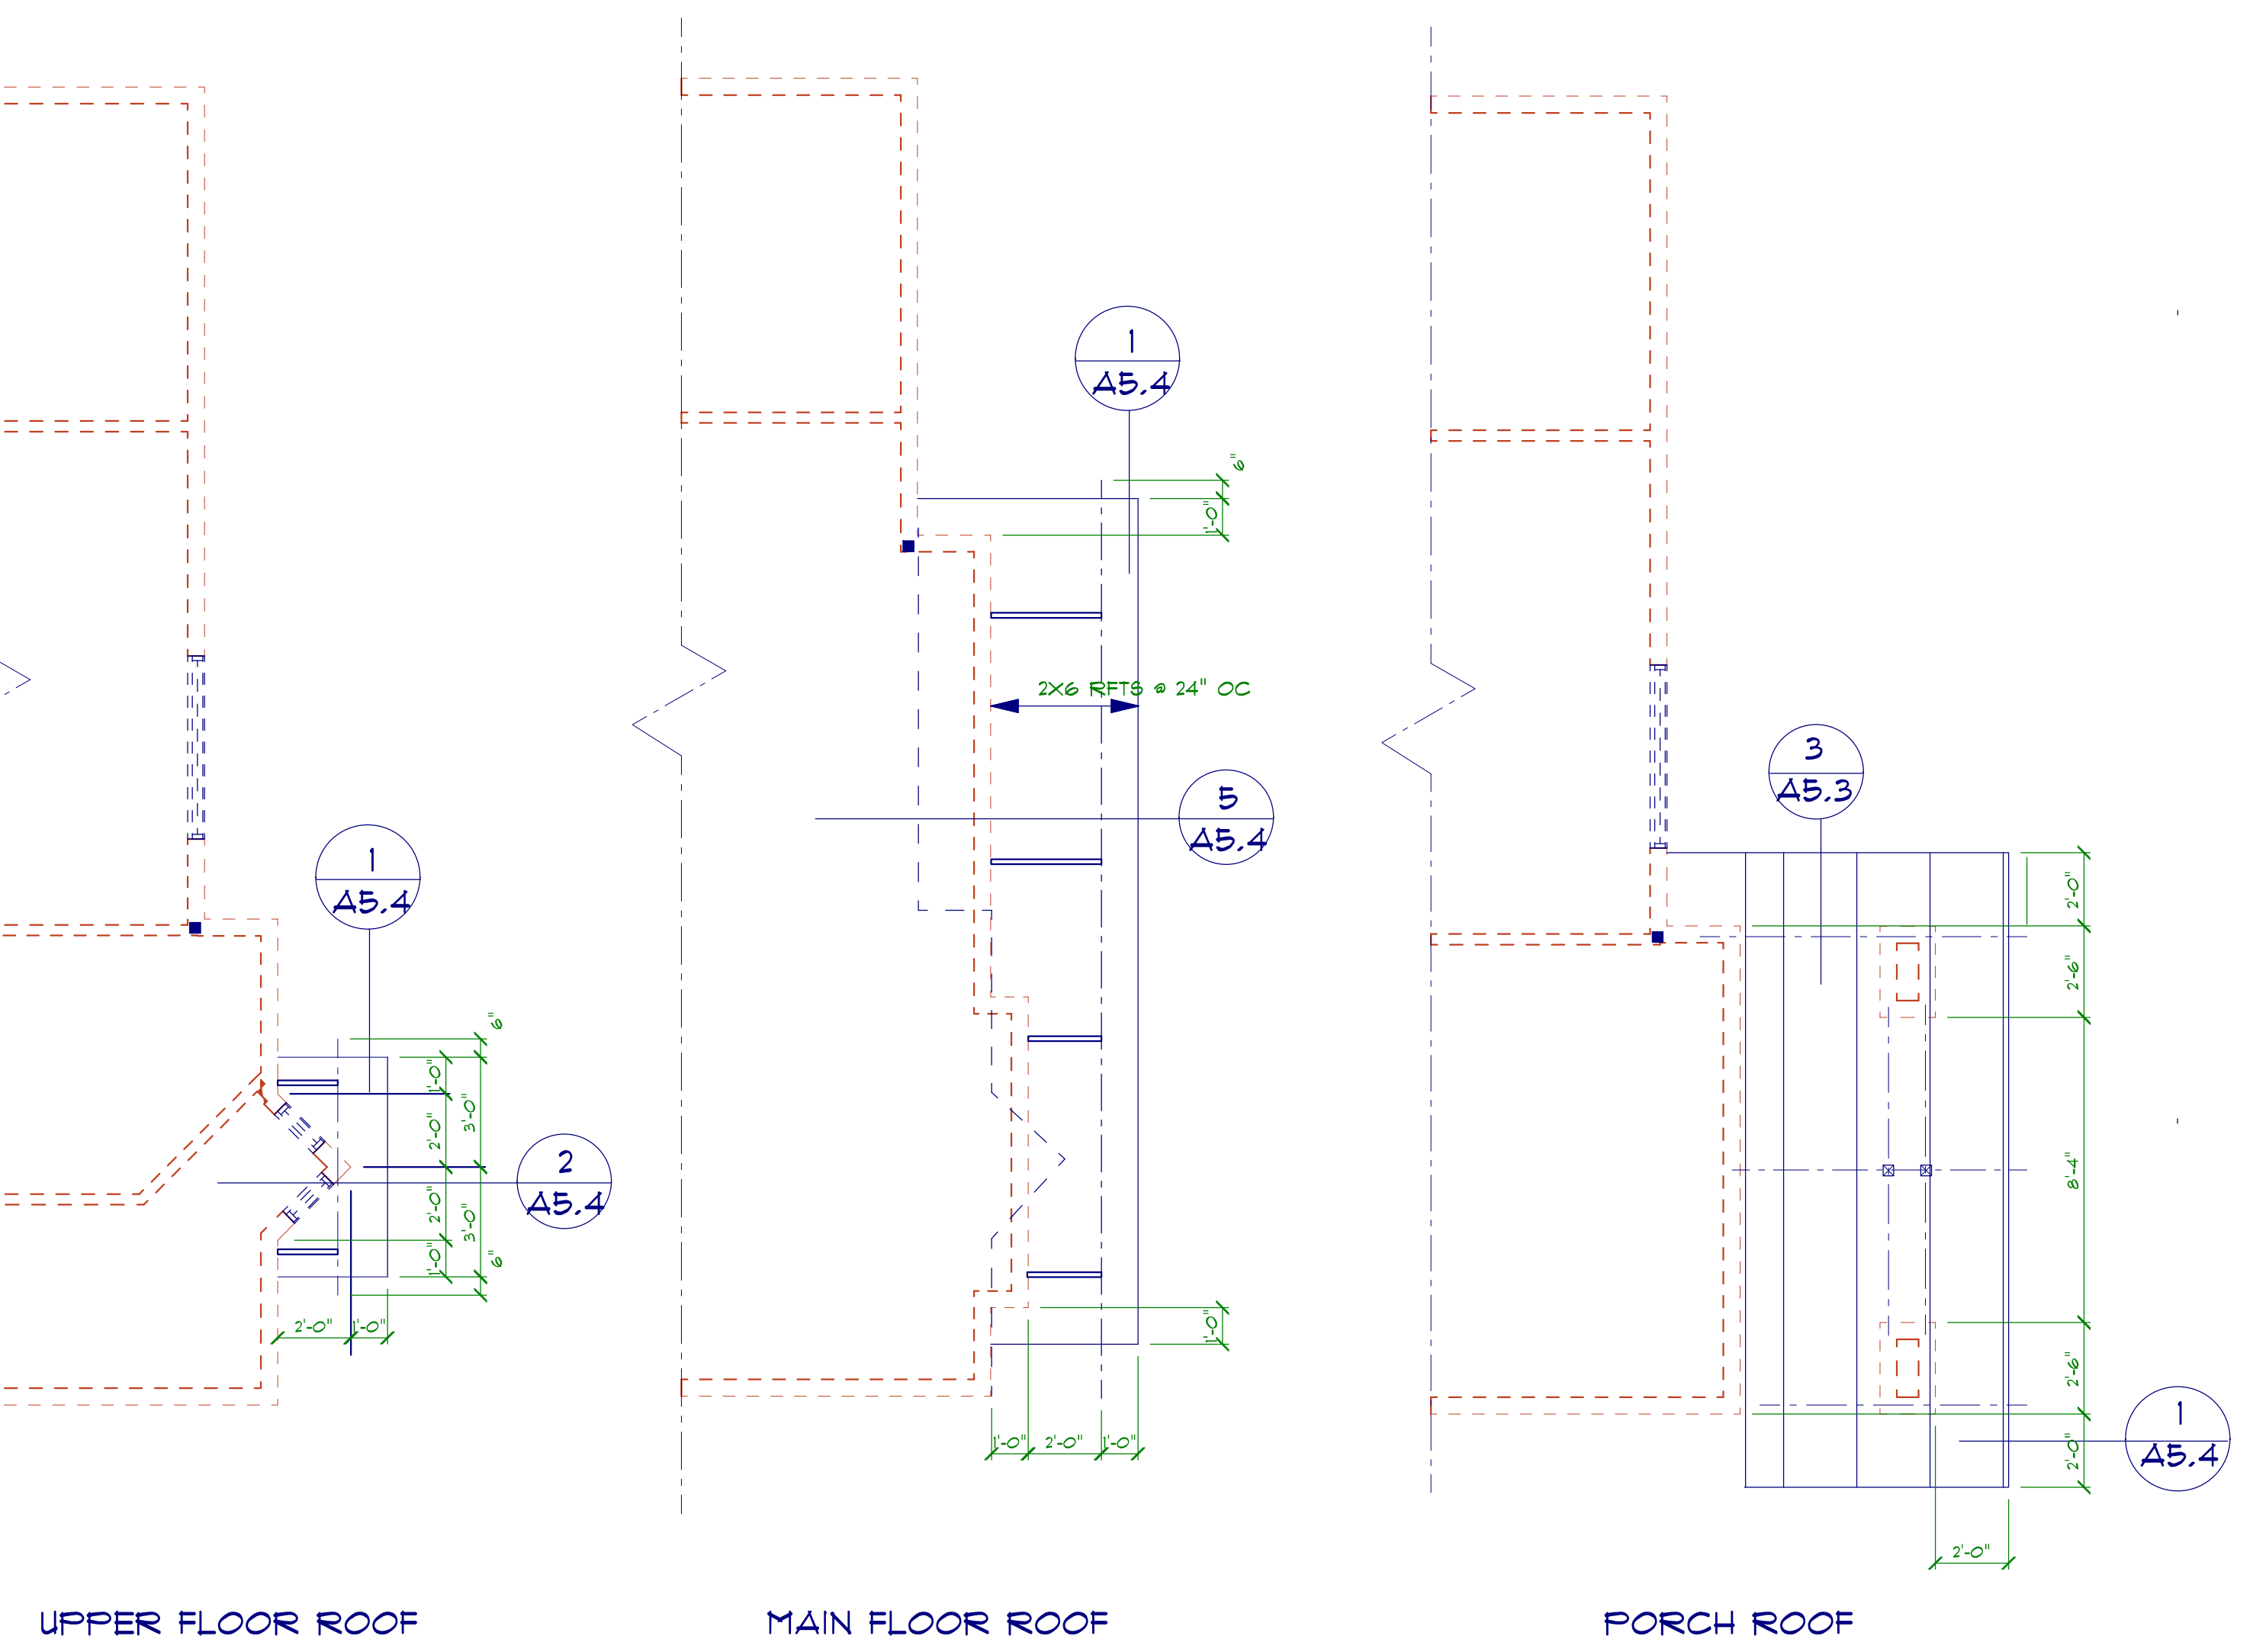 1
A5.4
6"
1'-0"
2X6 RFTS @ 24" OC
3
A5.3
5
A5.4
1
A5.4
2'-0"
2'-6"
8'-4"
2'-6"
2'-0"
2'-0"
1
A5.4
6"
1'-0"
3'-0"
2'-0"
2
A5.4
2'-0"
3'-0"
1'-0"
6"
2'-0"
1'-0"
1'-0"
1'-0"
2'-0"
1'-0"
UPPER FLOOR ROOF
MAIN FLOOR ROOF
PORCH ROOF